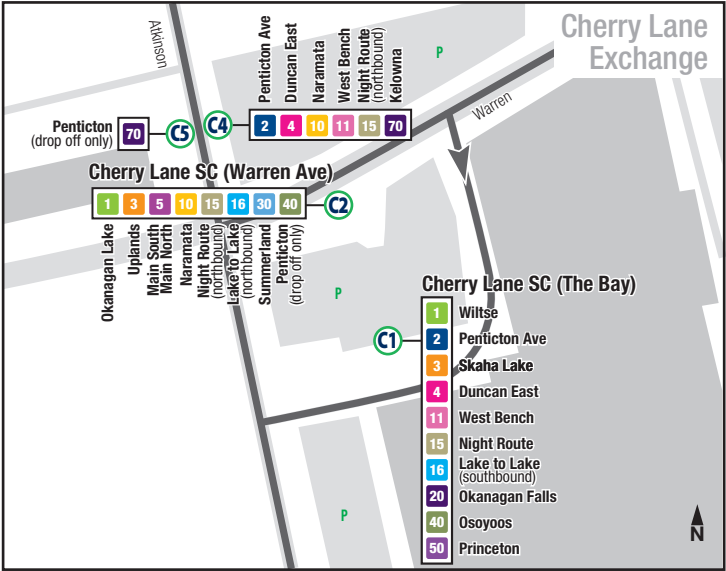 Cherry Lane
Exchange
Atkinson
Warren
P
Penticton Ave
Duncan East
Naramata
West Bench
Night Route
(northbound)
Kelowna
C4
2 4 10 11 15 70
Penticton
(drop off only)
70
C5
Cherry Lane SC (Warren Ave)
1 3 5 10 15 16 30 40
C2
Okanagan Lake
Uplands
Main South
Main North
Naramata
Night Route
(northbound)
Lake to Lake
(northbound)
Summerland
Penticton
(drop off only)
P
Cherry Lane SC (The Bay)
C1
1 Wiltse
2 Penticton Ave
3 Skaha Lake
4 Duncan East
11 West Bench
15 Night Route
16 Lake to Lake
(southbound)
20 Okanagan Falls
40 Osoyoos
50 Princeton
P
N